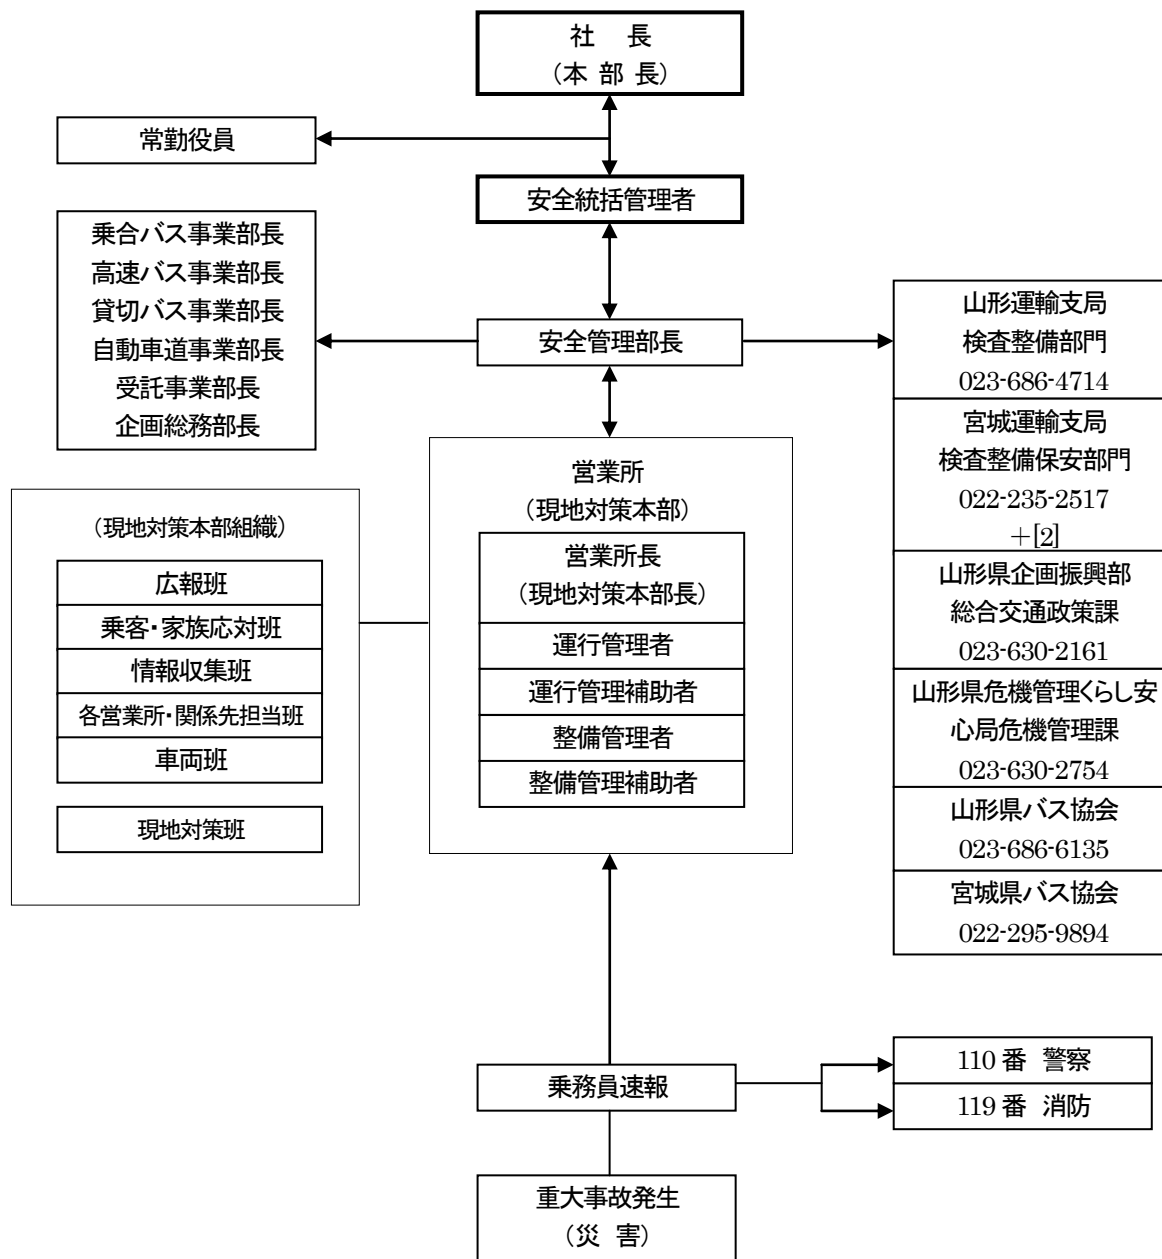 社 長
（本 部 長）
常勤役員
安全統括管理者
乗合バス事業部長
高速バス事業部長
貸切バス事業部長
自動車道事業部長
受託事業部長
企画総務部長
安全管理部長
山形運輸支局
検査整備部門
023-686-4714
宮城運輸支局
検査整備保安部門
022-235-2517
+[2]
山形県企画振興部
総合交通政策課
023-630-2161
山形県危機管理くらし安
心局危機管理課
023-630-2754
山形県バス協会
023-686-6135
宮城県バス協会
022-295-9894
営業所
（現地対策本部）
営業所長
（現地対策本部長）
運行管理者
運行管理補助者
整備管理者
整備管理補助者
（現地対策本部組織）
広報班
乗客・家族応対班
情報収集班
各営業所・関係先担当班
車両班
現地対策班
乗務員速報
110番 警察
119番 消防
重大事故発生
（災 害）